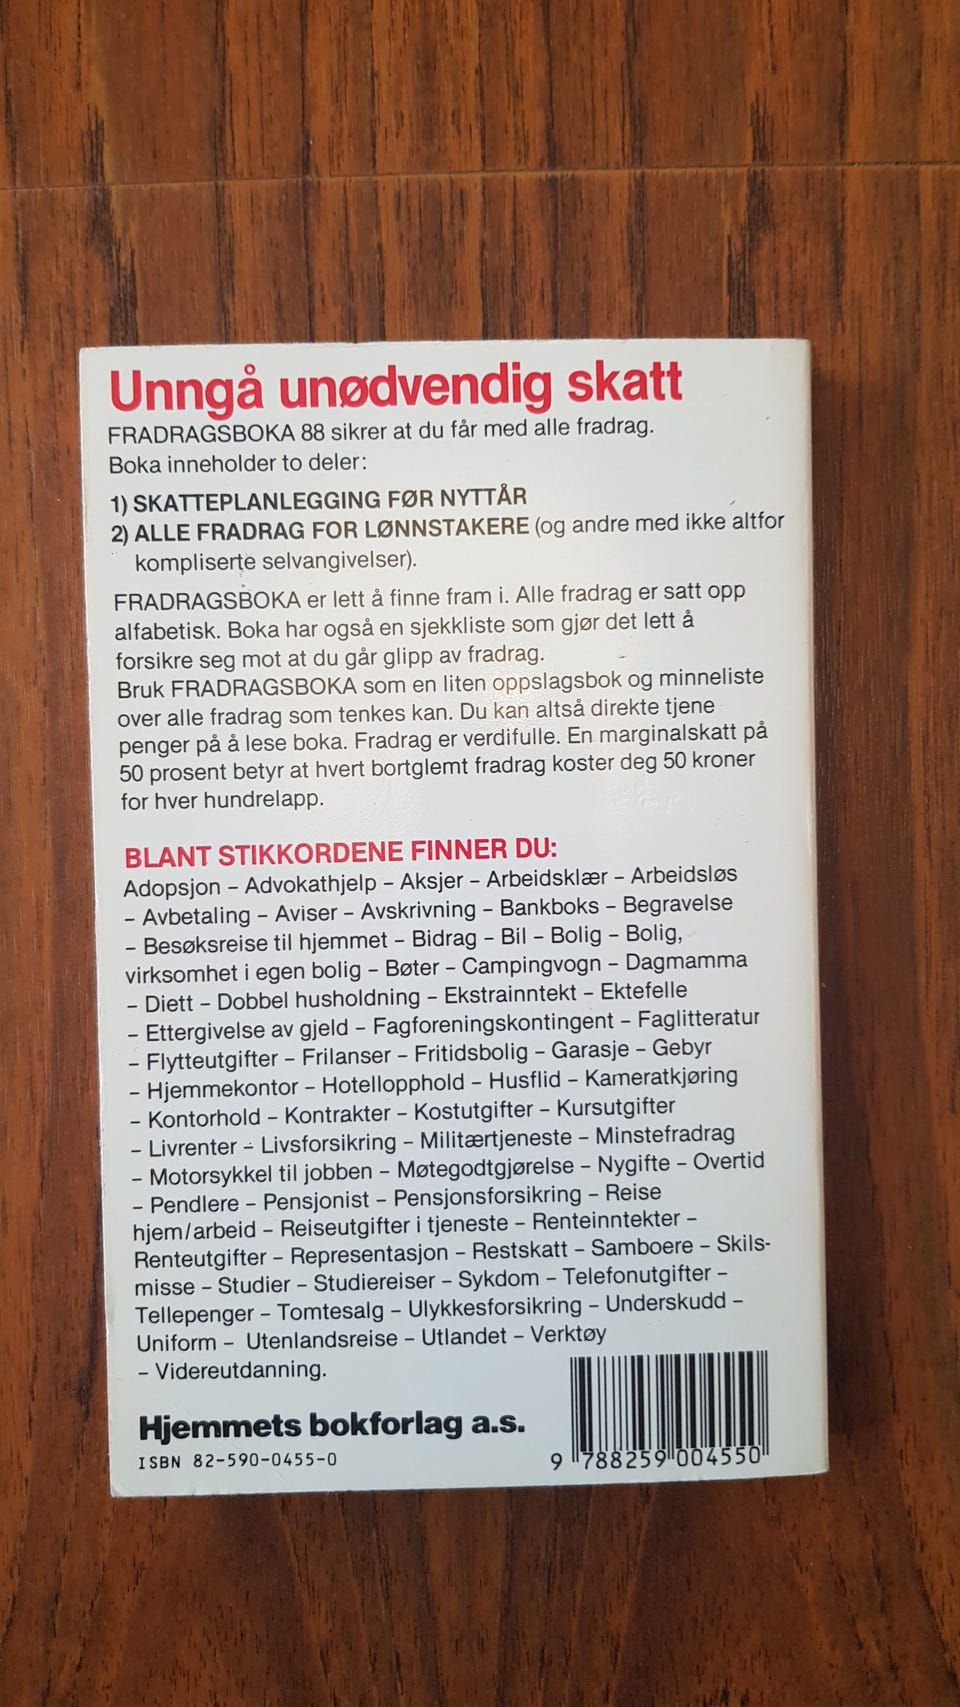 Unngå unødvendig skatt
FRADRAGSBOKA 88 sikrer at du får med alle fradrag.
Boka inneholder to deler:
1) SKATTEPLANLEGGING FØR NYTTÅR
2) ALLE FRADRAG FOR LØNNSTAKERE (og andre med ikke altfor
kompliserte selvangivelser).
FRADRAGSBOKA er lett å finne fram i. Alle fradrag er satt opp
alfabetisk. Boka har også en sjekkliste som gjør det lett å
forsikre seg mot at du går glipp av fradrag.
Bruk FRADRAGSBOKA som en liten oppslagsbok og minneliste
over alle fradrag som tenkes kan. Du kan altså direkte tjene
penger på å lese boka. Fradrag er verdifulle. En marginalskatt på
50 prosent betyr at hvert bortglemt fradrag koster deg 50 kroner
for hver hundrelapp.
BLANT STIKKORDENE FINNER DU:
Adopsjon – Advokathjelp – Aksjer – Arbeidsklær – Arbeidsløs
– Avbetaling – Aviser – Avskrivning – Bankboks – Begravelse
– Besøksreise til hjemmet – Bidrag – Bil – Bolig – Bolig,
virksomhet i egen bolig – Bøter – Campingvogn – Dagmamma
– Diett – Dobbel husholdning – Ekstrainntekt – Ektefelle
– Ettergivelse av gjeld – Fagforeningskontingent – Faglitteratur
– Flytteutgifter – Frilanser – Fritidsbolig – Garasje – Gebyr
– Hjemmekontor – Hotellopphold – Husflid – Kameratkjøring
– Kontorhold – Kontrakter – Kostutgifter – Kursutgifter
– Livrenter – Livsforsikring – Militærtjeneste – Minstefradrag
– Motorsykkel til jobben – Møtegodtgjørelse – Nygifte – Overtid
– Pendlere – Pensjonist – Pensjonsforsikring – Reise
hjem/arbeid – Reiseutgifter i tjeneste – Renteinntekter –
Renteutgifter – Representasjon – Restskatt – Samboere – Skils-
misse – Studier – Studiereiser – Sykdom – Telefonutgifter –
Tellepenger – Tomtesalg – Ulykkesforsikring – Underskudd –
Uniform – Utenlandsreise – Utlandet – Verktøy
– Videreutdanning.
Hjemmets bokforlag a.s.
ISBN 82-590-0455-0
9 788259 004550